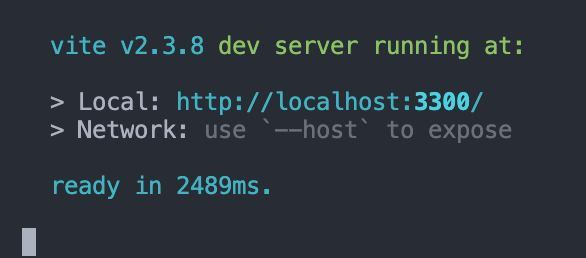 vite v2.3.8 dev server running at:
> Local: http://localhost:3300/
> Network: use `--host` to expose
ready in 2489ms.